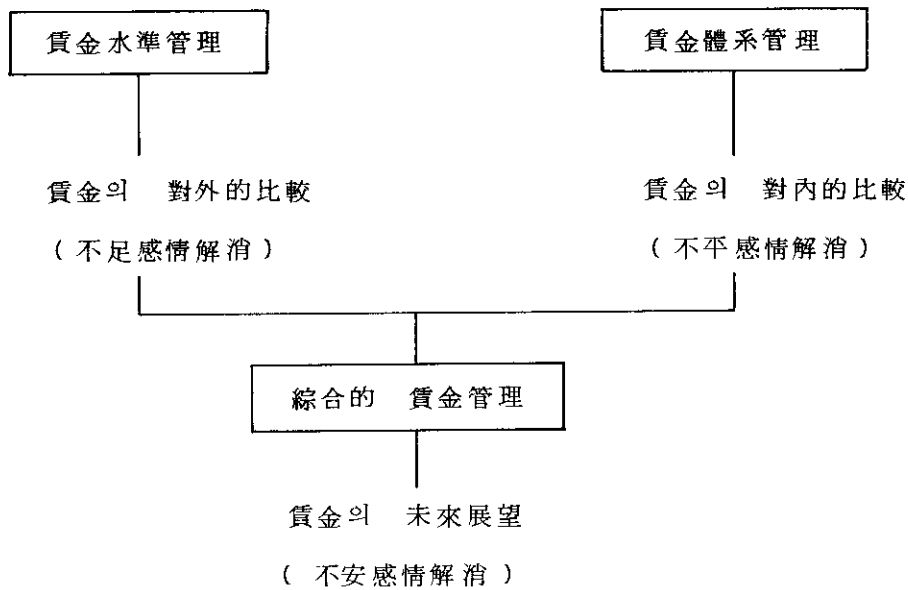 賃金水準管理
賃金體系管理
賃金의 對外的比較
(不足感情解消)
賃金의 對內的比較
(不平感情解消)
綜合的 賃金管理
賃金의 未來展望
( 不安感情解消 )